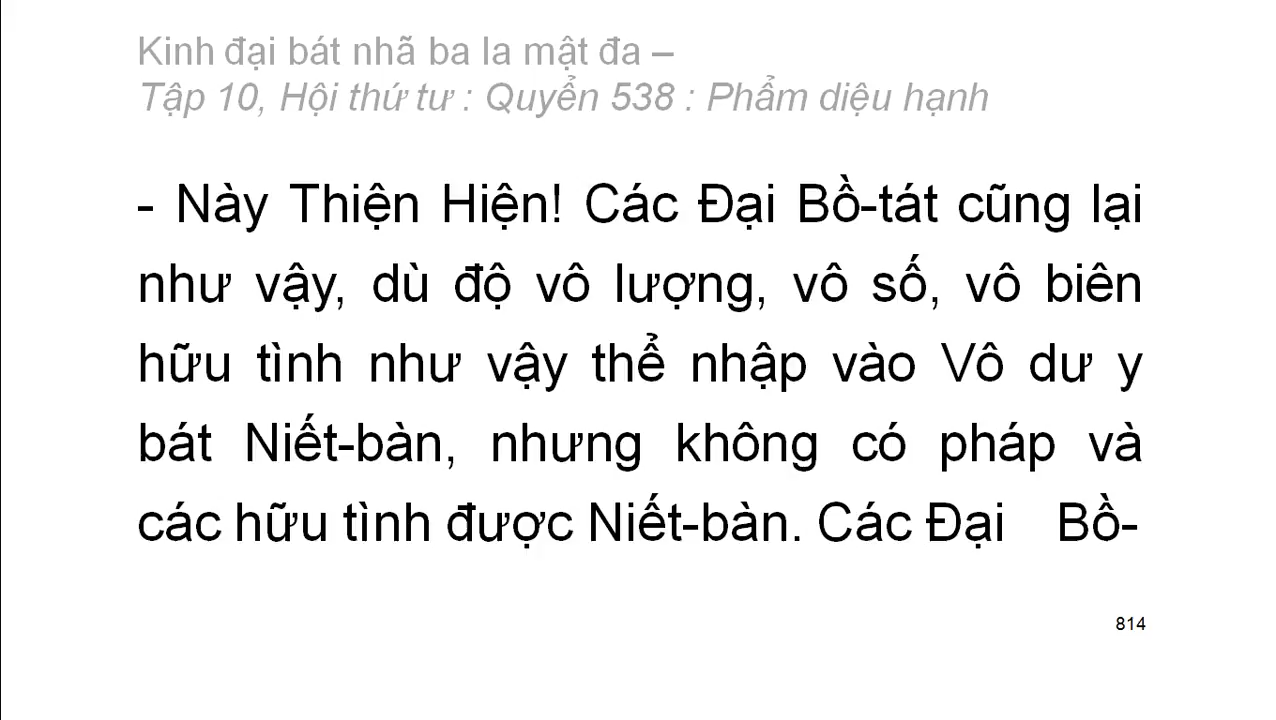 Kinh đại bát nhã ba la mật đa –
Tập 10, Hội thứ tư : Quyển 538 : Phẩm diệu hạnh
- Này Thiện Hiện! Các Đại Bồ-tát cũng lại
như vậy, dù độ vô lượng, vô số, vô biên
hữu tình như vậy thể nhập vào Vô dư y
bát Niết-bàn, nhưng không có pháp và
các hữu tình được Niết-bàn. Các Đại Bồ-
814